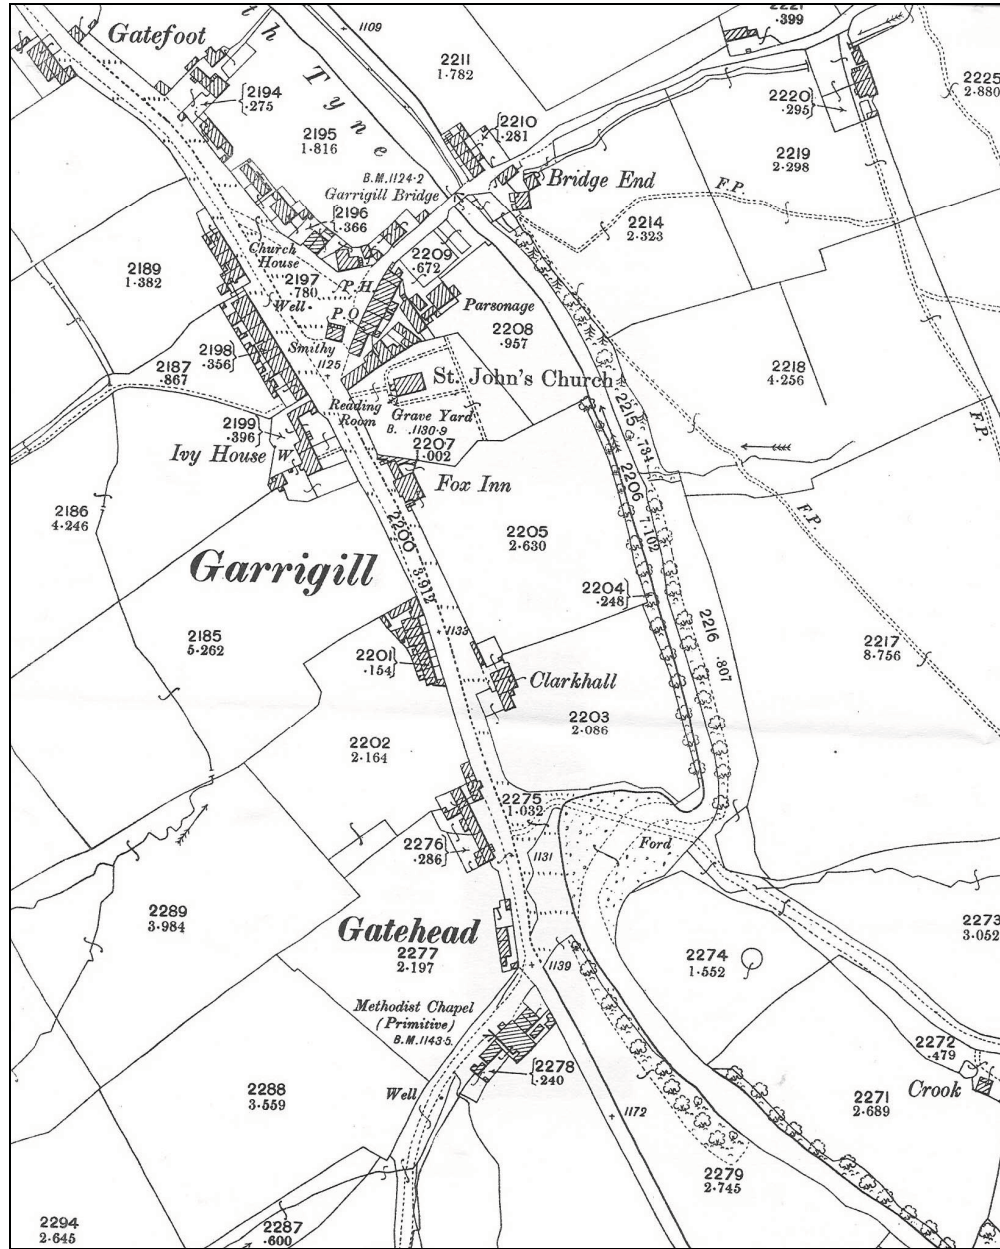 Gatefoot
th
Tyne
1109
2211
1.782
2221
.399
2225
2.880
2194
.275
2195
1.816
2210
.281
2220
.295
2219
2.298
B.M.1124.2
Garrigill Bridge
Bridge End
F.P.
2196
.366
2214
2.323
Church
House
2209
.672
2189
1.382
2197
.780
P.H.
Well
P.O
Parsonage
2208
.957
2198
.356
Smithy
1125
2187
.867
2218
4.256
St. John's Church
Reading
Room
Grave Yard
B. .1130.9
2215
.734
2199
.396
Ivy House
W
2207
1.002
F.P.
Fox Inn
2206
7.102
F.P.
2186
4.246
2200
3.912
2205
2.630
Garrigill
2204
.248
2216
.807
2185
5.262
1133
2201
.154
2217
8.756
Clarkhall
2203
2.086
2202
2.164
2275
1.032
2276
.286
1131
Ford
2289
3.984
Gatehead
2277
2.197
1139
2274
1.552
2273
3.052
Methodist Chapel
(Primitive)
B.M.1143.5.
2278
.240
2272
.479
2288
3.559
Well
1172
Crook
2271
2.689
2279
2.745
2294
2.645
2287
.600